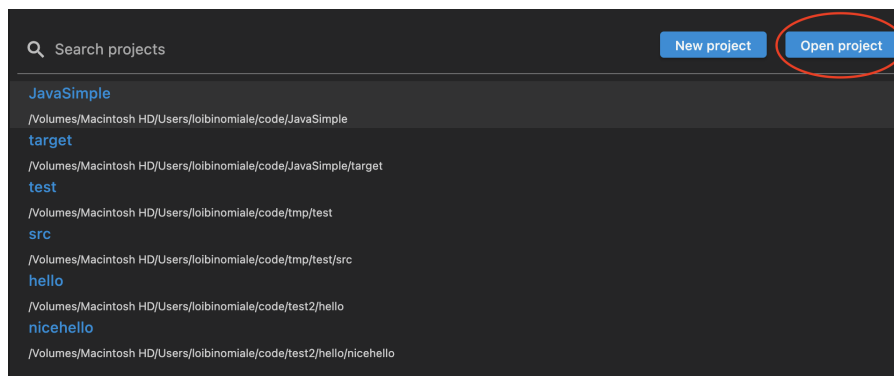 Search projects
New project
Open project
JavaSimple
/Volumes/Macintosh HD/Users/loibinomiale/code/JavaSimple
target
/Volumes/Macintosh HD/Users/loibinomiale/code/JavaSimple/target
test
/Volumes/Macintosh HD/Users/loibinomiale/code/tmp/test
src
/Volumes/Macintosh HD/Users/loibinomiale/code/tmp/test/src
hello
/Volumes/Macintosh HD/Users/loibinomiale/code/test2/hello
nicehello
/Volumes/Macintosh HD/Users/loibinomiale/code/test2/hello/nicehello